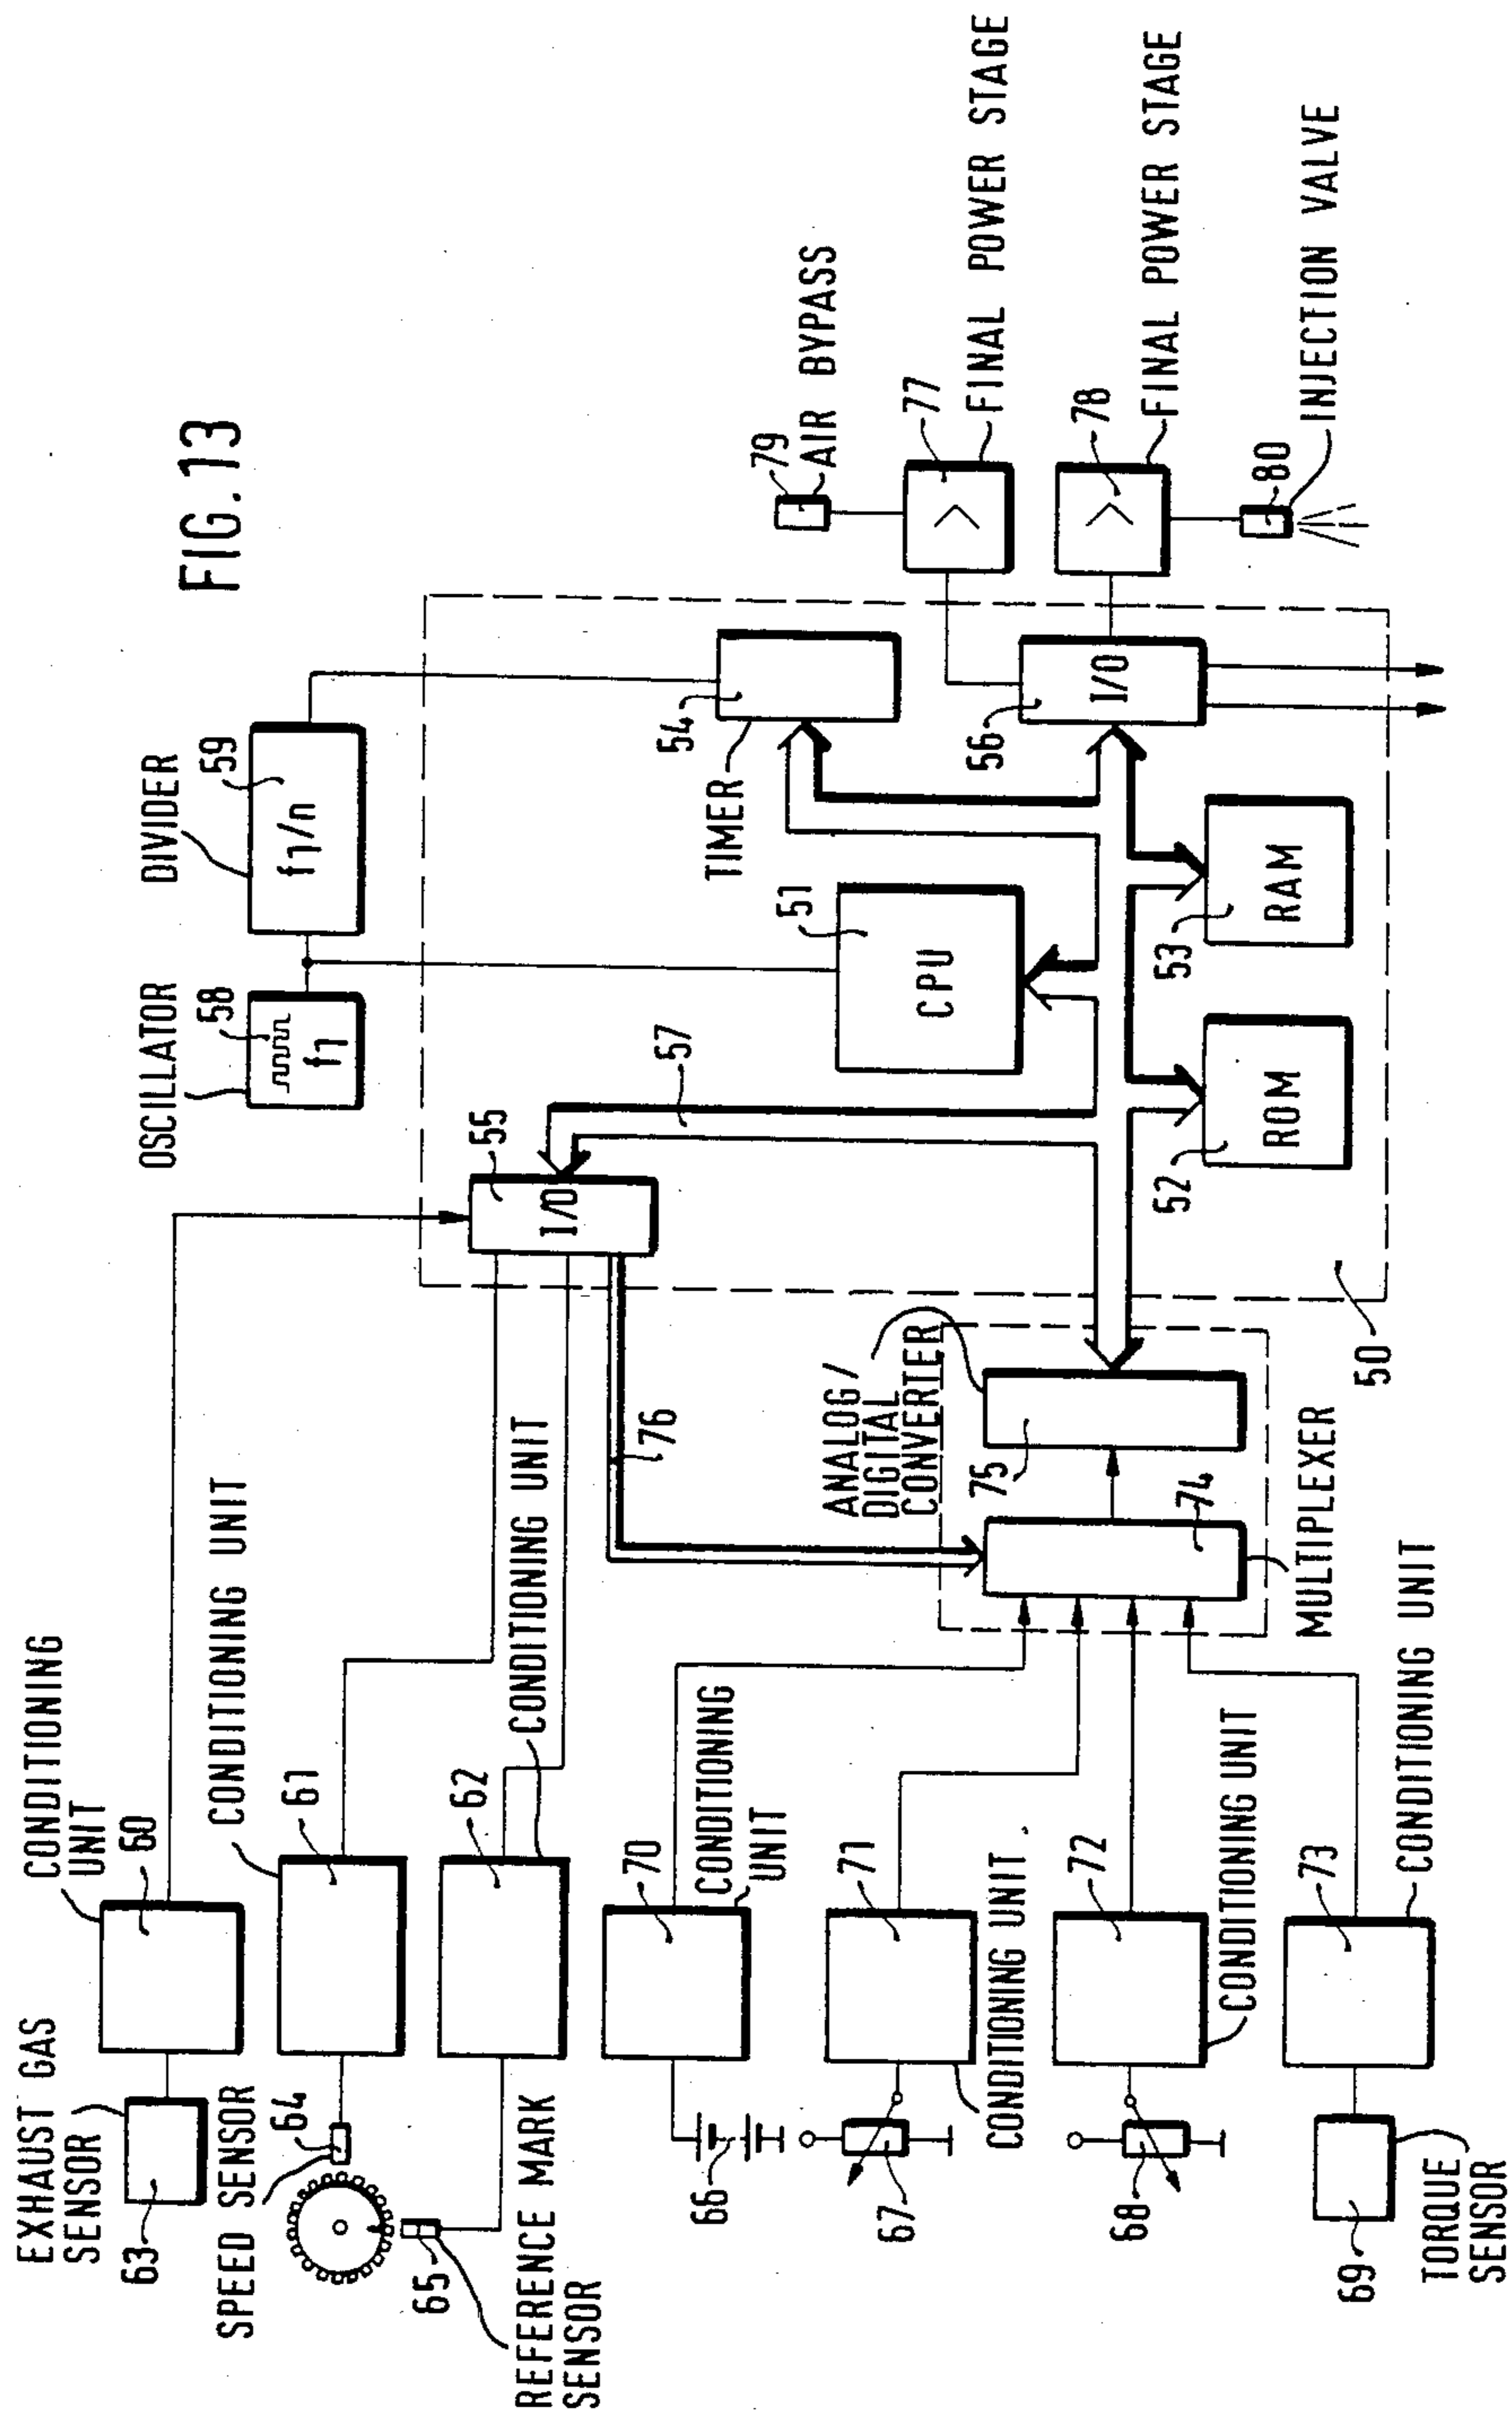 FIG. 13
OSCILLATOR
58
f1
DIVIDER
59
f1/n
EXHAUST GAS
SENSOR
63
CONDITIONING
UNIT
60
SPEED SENSOR
64
CONDITIONING UNIT
61
REFERENCE MARK
SENSOR
65
62
CONDITIONING UNIT
55
I/O
57
76
51
CPU
54
TIMER
79
AIR BYPASS
77
FINAL POWER STAGE
66
70
CONDITIONING
UNIT
67
71
CONDITIONING UNIT
68
72
CONDITIONING UNIT
69
TORQUE
SENSOR
73
CONDITIONING UNIT
ANALOG/
DIGITAL
CONVERTER
75
74
MULTIPLEXER
50
52
ROM
53
RAM
56
I/O
78
FINAL POWER STAGE
80
INJECTION VALVE